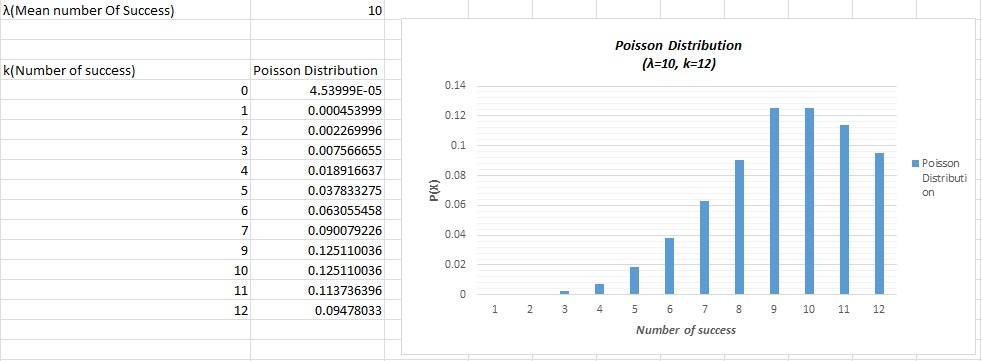 λ(Mean number Of Success) 10
k(Number of success) Poisson Distribution
0 4.53999E-05
1 0.000453999
2 0.002269996
3 0.007566655
4 0.018916637
5 0.037833275
6 0.063055458
7 0.090079226
9 0.125110036
10 0.125110036
11 0.113736396
12 0.09478033
Poisson Distribution
(λ=10, k=12)
0.14
0.12
0.1
0.08
0.06
0.04
0.02
0
P(X)
1 2 3 4 5 6 7 8 9 10 11 12
Number of success
Poisson
Distributi
on